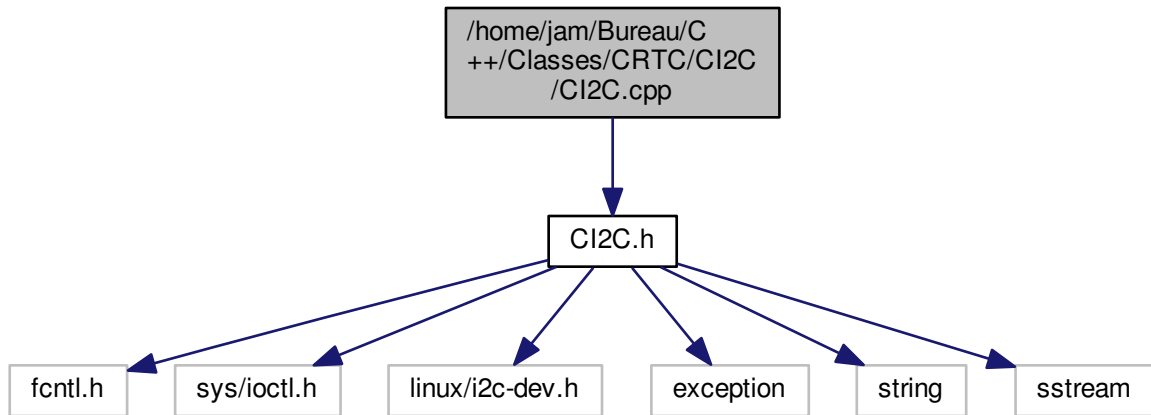 /home/jam/Bureau/C
++/Classes/CRTC/CI2C
/CI2C.cpp
CI2C.h
fcntl.h
sys/ioctl.h
linux/i2c-dev.h
exception
string
sstream